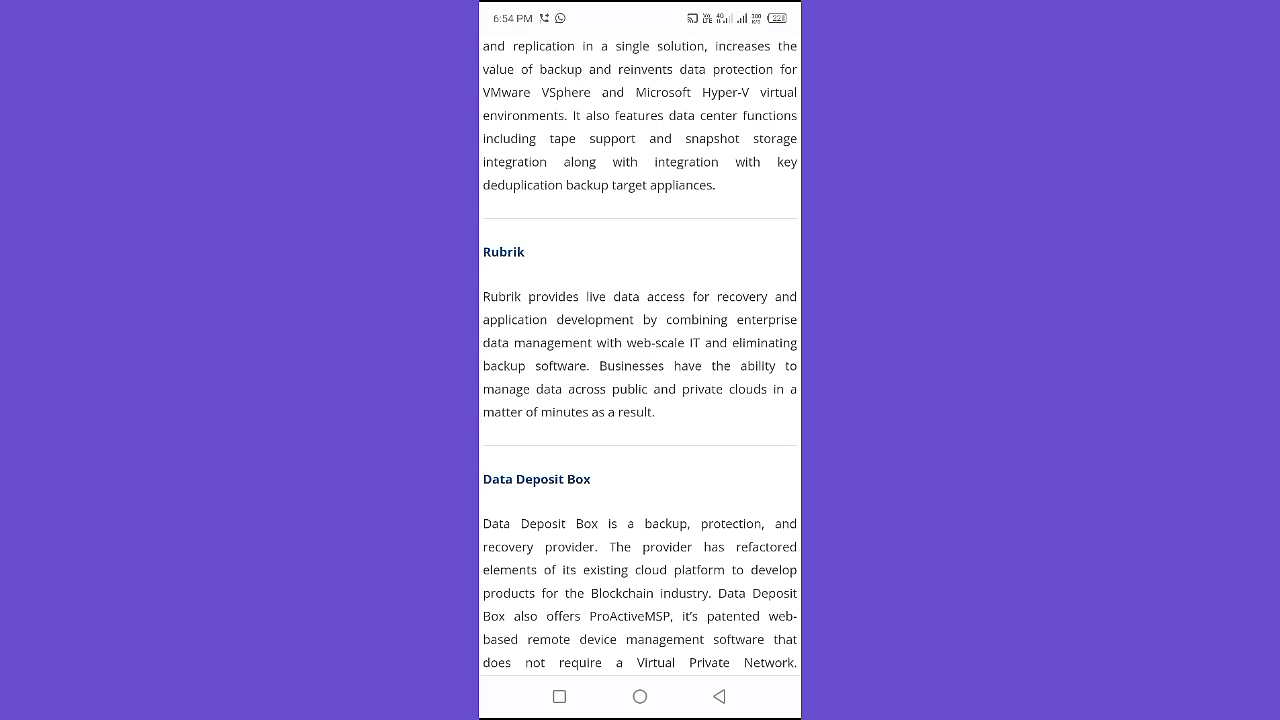 6:54 PM
and replication in a single solution, increases the
value of backup and reinvents data protection for
VMware VSphere and Microsoft Hyper-V virtual
environments. It also features data center functions
including tape support and snapshot storage
integration along with integration with key
deduplication backup target appliances.
Rubrik
Rubrik provides live data access for recovery and
application development by combining enterprise
data management with web-scale IT and eliminating
backup software. Businesses have the ability to
manage data across public and private clouds in a
matter of minutes as a result.
Data Deposit Box
Data Deposit Box is a backup, protection, and
recovery provider. The provider has refactored
elements of its existing cloud platform to develop
products for the Blockchain industry. Data Deposit
Box also offers ProActiveMSP, it’s patented web-
based remote device management software that
does not require a Virtual Private Network.